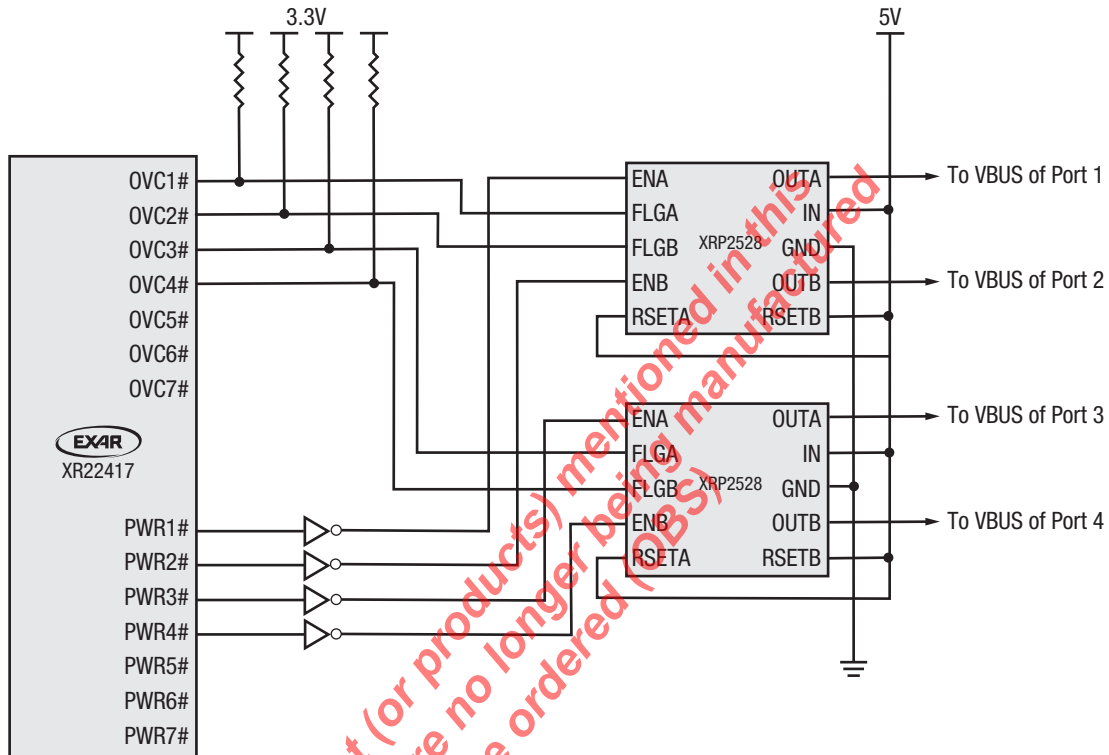 3.3V
5V
OVC1#
OVC2#
OVC3#
OVC4#
OVC5#
OVC6#
OVC7#
EXAR
XR22417
PWR1#
PWR2#
PWR3#
PWR4#
PWR5#
PWR6#
PWR7#
ENA
FLGA
FLGB
ENB
RSETA
XRP2528
OUTA
IN
GND
OUTB
RSETB
To VBUS of Port 1
To VBUS of Port 2
ENA
FLGA
FLGB
ENB
RSETA
XRP2528
OUTA
IN
GND
OUTB
RSETB
To VBUS of Port 3
To VBUS of Port 4
(or products) mentioned in this
no longer being manufactured
ordered (OBS)